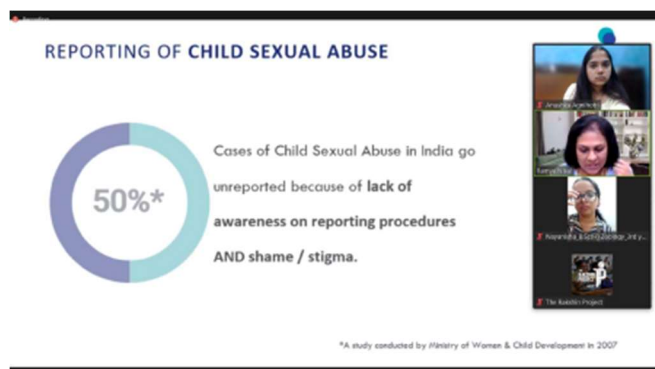 Recording
REPORTING OF CHILD SEXUAL ABUSE
50%*
Cases of Child Sexual Abuse in India go
unreported because of lack of
awareness on reporting procedures
AND shame / stigma.
The Rakshin Project
*A study conducted by Ministry of Women & Child Development in 2007